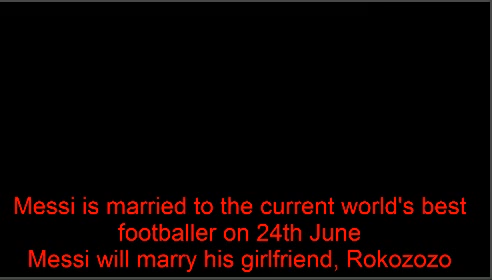 Messi is married to the current world's best
footballer on 24th June
Messi will marry his girlfriend, Rokozozo